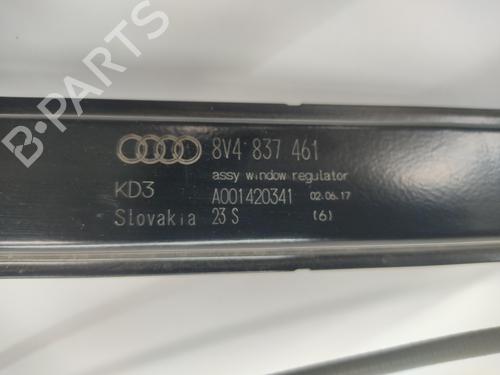 8V4 837 461
assy window regulator
KD3 A001420341 02.06.17
Slovakia 23 S (6)
B-PARTS